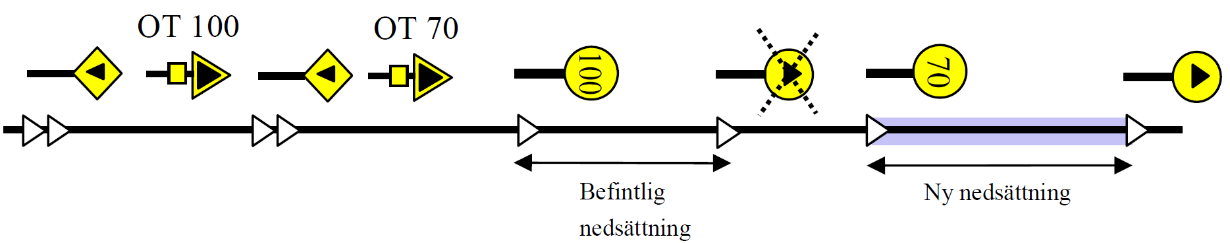 OT 100
OT 70
100
70
Befintlig
nedsättning
Ny nedsättning